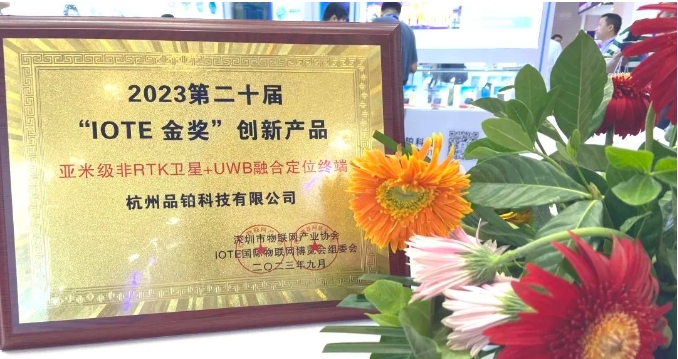 2023第二十届
“IOTE 金奖”创新产品
亚米级非RTK卫星+UWB融合定位终端
杭州品铂科技有限公司
深圳市物联网产业协会
IOTE国际物联网博览会组委会
二〇二三年九月